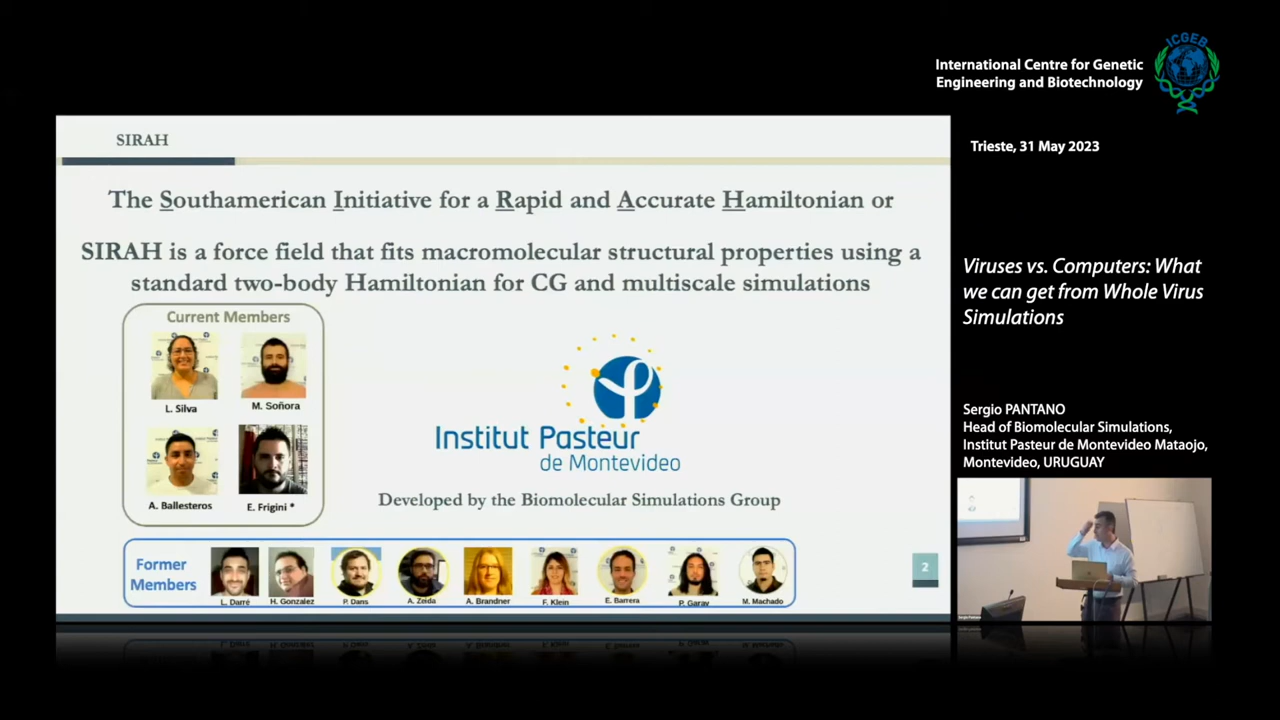 International Centre for Genetic
Engineering and Biotechnology
ICGEB
Trieste, 31 May 2023
SIRAH
The Southamerican Initiative for a Rapid and Accurate Hamiltonian or
SIRAH is a force field that fits macromolecular structural properties using a
standard two-body Hamiltonian for CG and multiscale simulations
Current Members
L. Silva
M. Soñora
A. Ballesteros
E. Frigini *
Institut Pasteur
de Montevideo
Developed by the Biomolecular Simulations Group
Former
Members
L. Darré
H. Gonzalez
P. Dans
A. Zeida
A. Brandner
F. Klein
E. Barrera
P. Garay
M. Machado
2
Viruses vs. Computers: What
we can get from Whole Virus
Simulations
Sergio PANTANO
Head of Biomolecular Simulations,
Institut Pasteur de Montevideo Mataojo,
Montevideo, URUGUAY